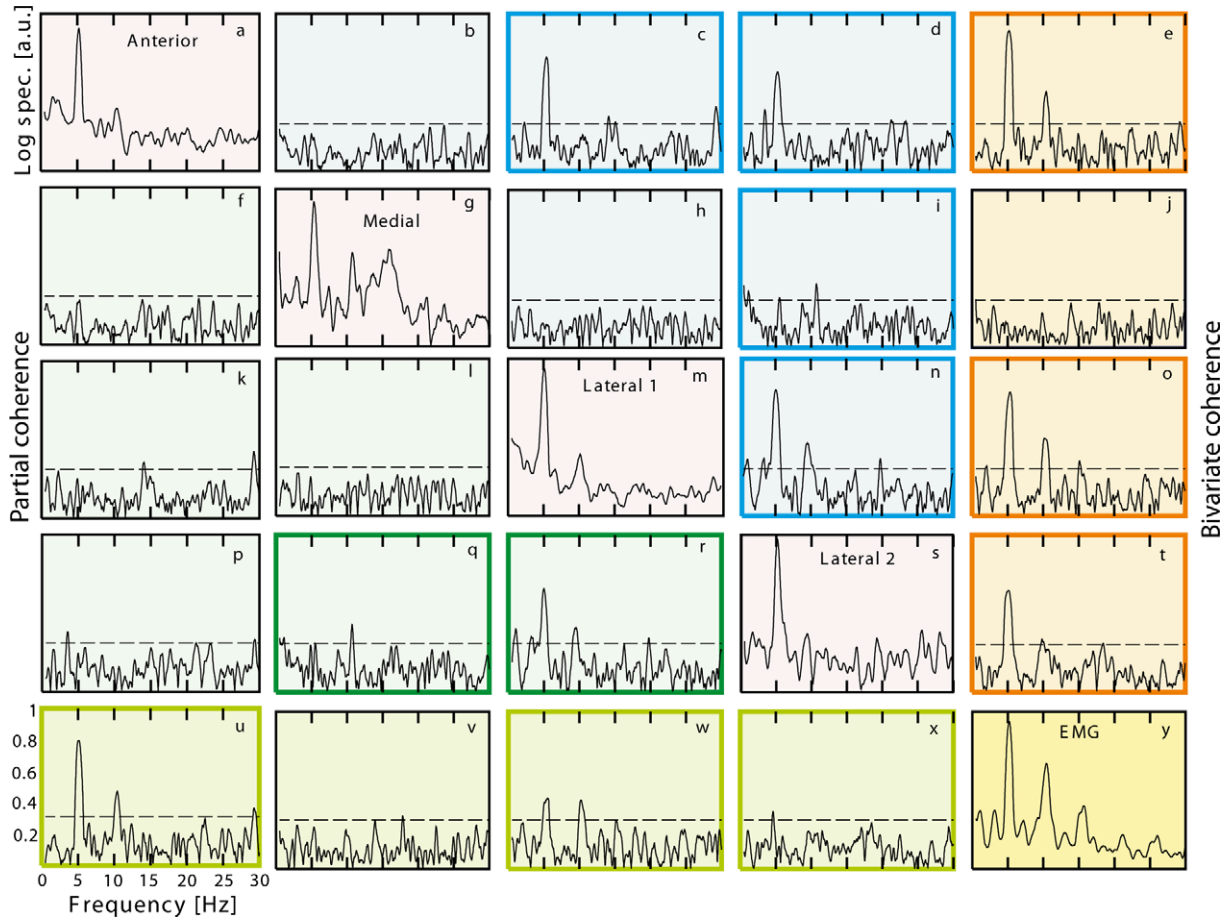 Log spec. [a.u.]
Anterior a
b
c
d
e
f
Medial g
h
i
j
Partial coherence
Bivariate coherence
k
l
Lateral 1 m
n
o
p
q
r
Lateral 2 s
t
1
0.8
0.6
0.4
0.2
u
v
w
x
EMG y
0 5 10 15 20 25 30
Frequency [Hz]